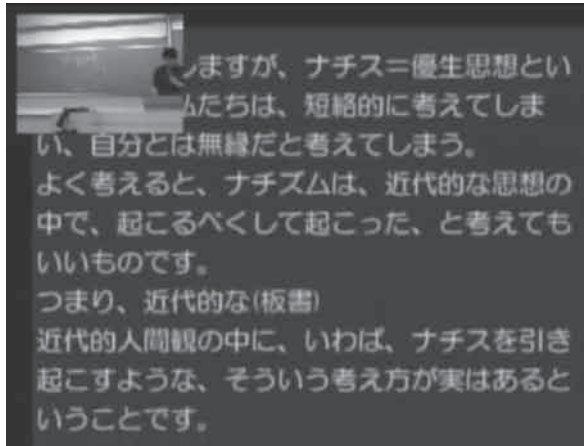 しますが、ナチス＝優生思想とい
たちは、短絡的に考えてしま
い、自分とは無縁だと考えてしまう。
よく考えると、ナチズムは、近代的な思想の
中で、起こるべくして起こった、と考えても
いいものです。
つまり、近代的な(板書)
近代的人間観の中に、いわば、ナチスを引き
起こすような、そういう考え方が実はあると
いうことです。